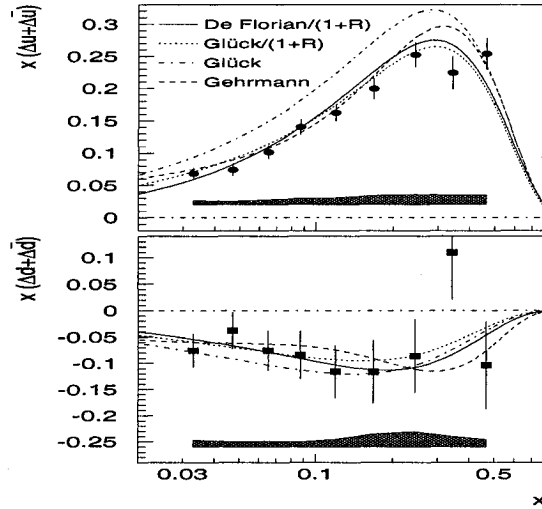 x (Δu+Δū)
0.3
0.25
0.2
0.15
0.1
0.05
0
De Florian/(1+R)
Glück/(1+R)
Glück
Gehrmann
x (Δd+Δd̄)
0.1
0.05
0
-0.05
-0.1
-0.15
-0.2
-0.25
0.03
0.1
0.5
x